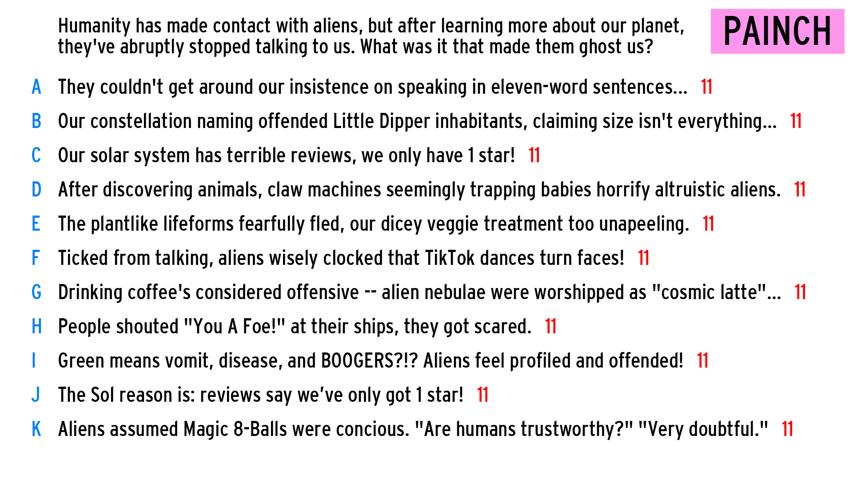 Humanity has made contact with aliens, but after learning more about our planet,
they've abruptly stopped talking to us. What was it that made them ghost us?
PAINCH
A They couldn't get around our insistence on speaking in eleven-word sentences... 11
B Our constellation naming offended Little Dipper inhabitants, claiming size isn't everything... 11
C Our solar system has terrible reviews, we only have 1 star! 11
D After discovering animals, claw machines seemingly trapping babies horrify altruistic aliens. 11
E The plantlike lifeforms fearfully fled, our dicey veggie treatment too unapeeling. 11
F Ticked from talking, aliens wisely clocked that TikTok dances turn faces! 11
G Drinking coffee's considered offensive -- alien nebulae were worshipped as "cosmic latte"... 11
H People shouted "You A Foe!" at their ships, they got scared. 11
I Green means vomit, disease, and BOOGERS?!? Aliens feel profiled and offended! 11
J The Sol reason is: reviews say we’ve only got 1 star! 11
K Aliens assumed Magic 8-Balls were concious. "Are humans trustworthy?" "Very doubtful." 11